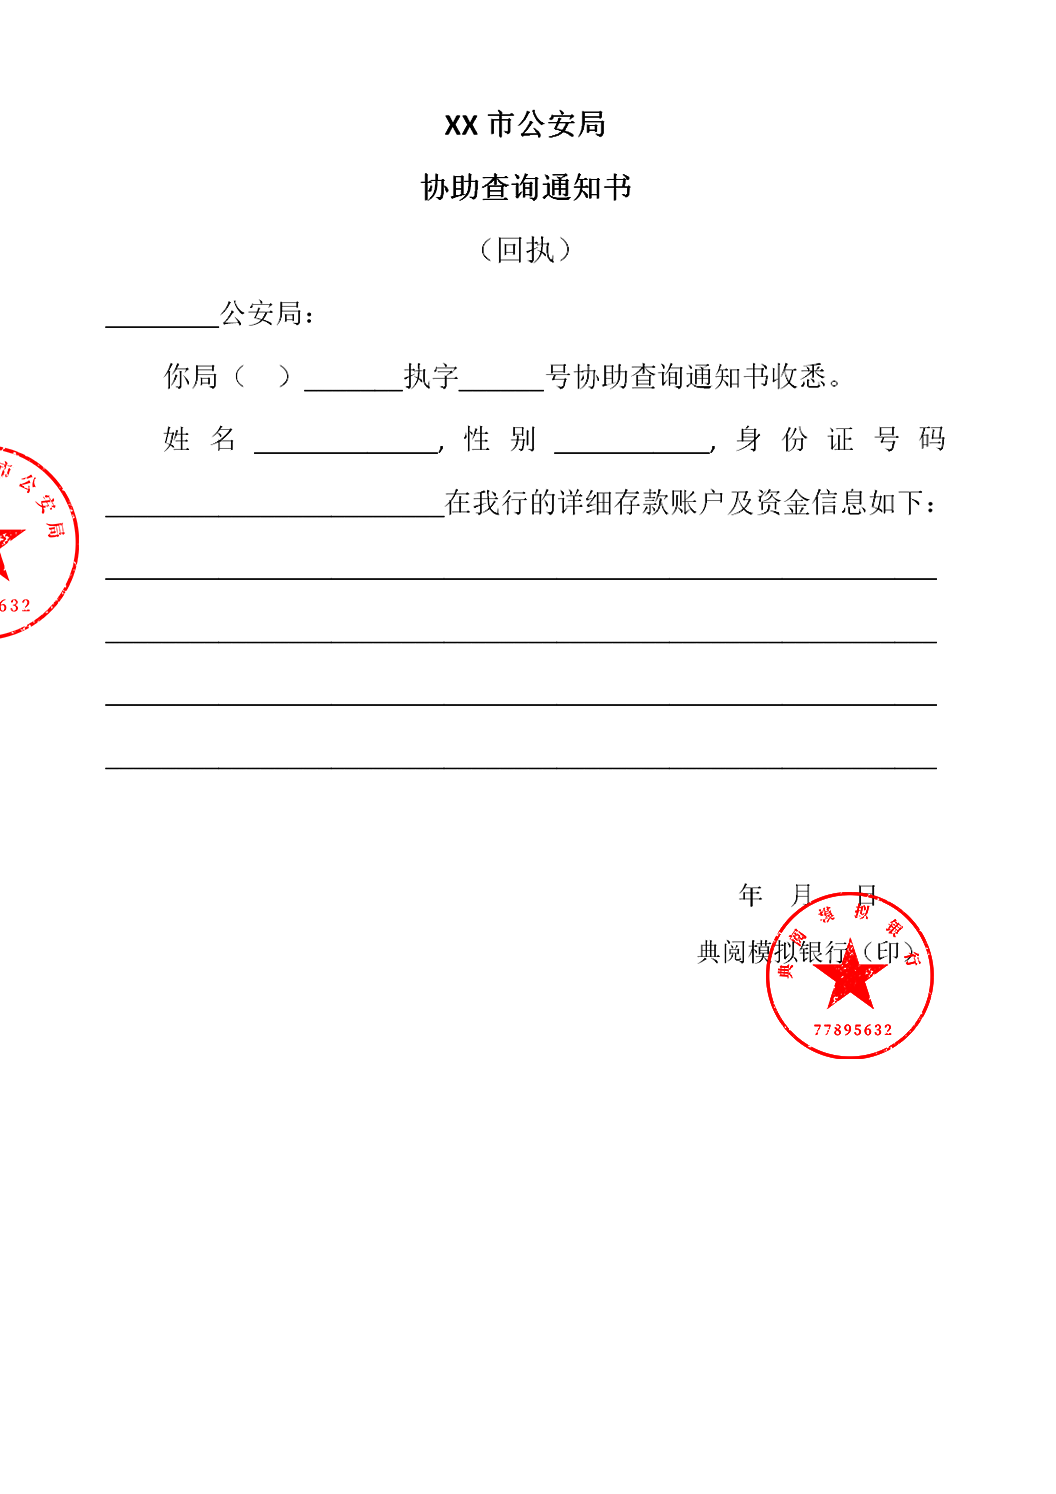 XX 市公安局
协助查询通知书
（回执）
________公安局：
你局（　）_______执字______号协助查询通知书收悉。
姓名_____________, 性别___________, 身份证号码
________________________在我行的详细存款账户及资金信息如下：
市公安局
632
年　月　日
典阅模拟银行（印）
典阅模拟银行
77895632